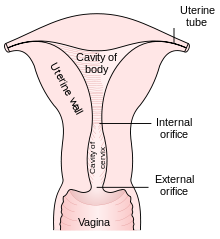 Uterine
tube
Cavity of
body
Uterine wall
Internal
orifice
Cavity of
cervix
External
orifice
Vagina